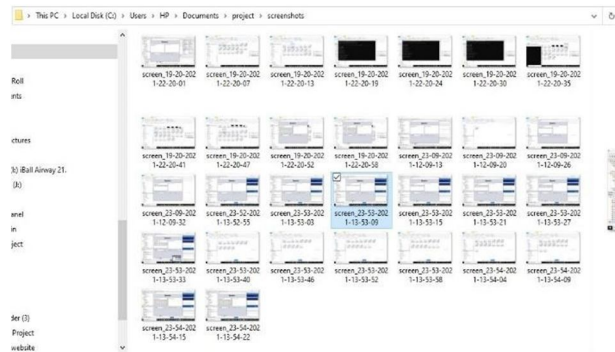 › This PC › Local Disk (C:) › Users › HP › Documents › project › screenshots
Roll
ctures
iBall Airway 21.
anel
in
ject
der (3)
Project
website
screen_19-20-202 screen_19-20-202 screen_19-20-202 screen_19-20-202 screen_19-20-202 screen_19-20-202 screen_19-20-202
1-22-20-01 1-22-20-07 1-22-20-13 1-22-20-19 1-22-20-24 1-22-20-30 1-22-20-35
screen_19-20-202 screen_19-20-202 screen_19-20-202 screen_19-20-202 screen_23-09-202 screen_23-09-202 screen_23-09-202
1-22-20-41 1-22-20-47 1-22-20-52 1-22-20-58 1-12-09-13 1-12-09-20 1-12-09-26
screen_23-09-202 screen_23-52-202 screen_23-53-202 screen_23-53-202 screen_23-53-202 screen_23-53-202 screen_23-53-202
1-12-09-32 1-13-52-55 1-13-53-03 1-13-53-09 1-13-53-15 1-13-53-21 1-13-53-27
screen_23-53-202 screen_23-53-202 screen_23-53-202 screen_23-53-202 screen_23-53-202 screen_23-54-202 screen_23-54-202
1-13-53-33 1-13-53-40 1-13-53-46 1-13-53-52 1-13-53-58 1-13-54-04 1-13-54-09
screen_23-54-202 screen_23-54-202
1-13-54-15 1-13-54-22